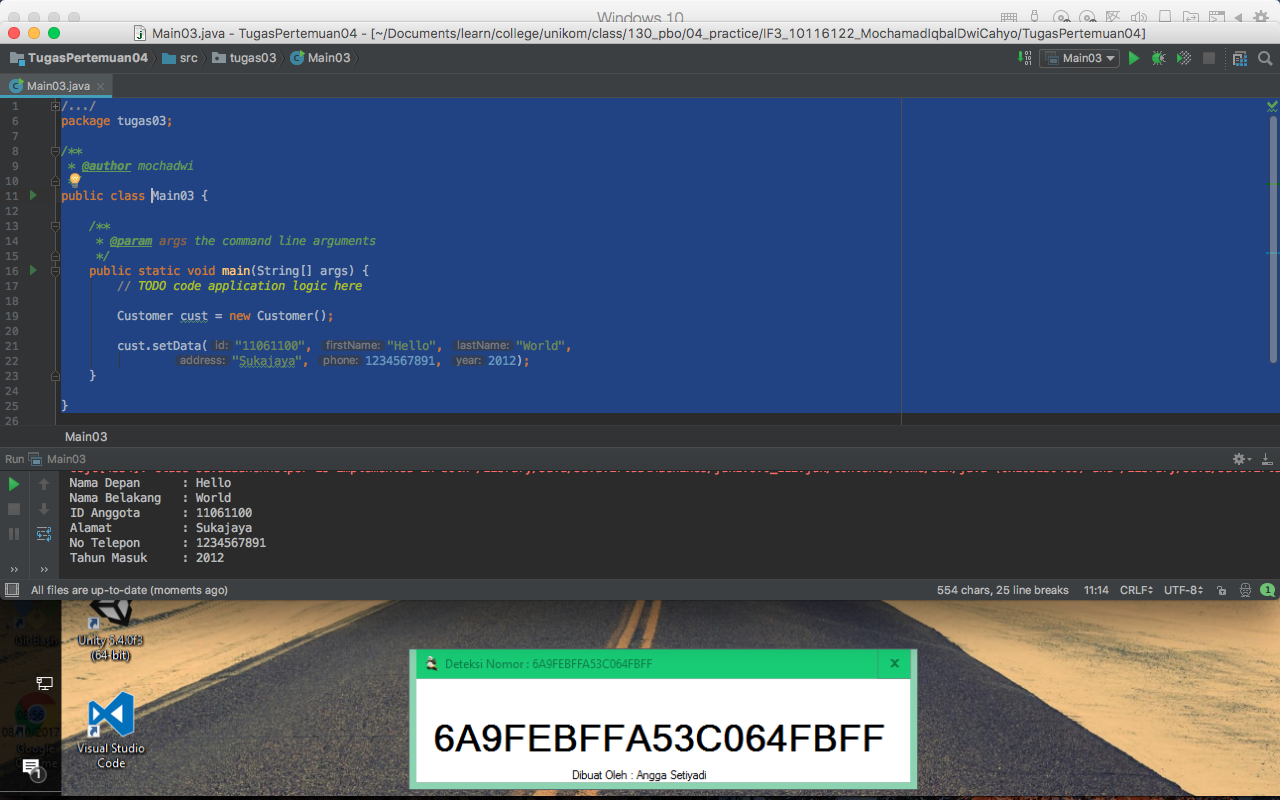 Windows 10
Main03.java - TugasPertemuan04 - [~/Documents/learn/college/unikom/class/130_pbo/04_practice/IF3_10116122_MochamadIqbalDwiCahyo/TugasPertemuan04]
TugasPertemuan04 src tugas03 Main03 Main03
Main03.java
1 /.../
6 package tugas03;
7
8 /**
9 * @author mochadwi
10
11 public class Main03 {
12
13 /**
14 * @param args the command line arguments
15 */
16 public static void main(String[] args) {
17 // TODO code application logic here
18
19 Customer cust = new Customer();
20
21 cust.setData( id: "11061100", firstName: "Hello", lastName: "World",
22 address: "Sukajaya", phone: 1234567891, year: 2012);
23 }
24
25 }
26
Main03
Run Main03
Nama Depan : Hello
Nama Belakang : World
ID Anggota : 11061100
Alamat : Sukajaya
No Telepon : 1234567891
Tahun Masuk : 2012
All files are up-to-date (moments ago) 554 chars, 25 line breaks 11:14 CRLF UTF-8 1
Git Bash
Unity 5.4.0f3
(64-bit)
Deteksi Nomor : 6A9FEBFFA53C064FBFF
6A9FEBFFA53C064FBFF
Dibuat Oleh : Angga Setiyadi
Google
Visual Studio
Code
1